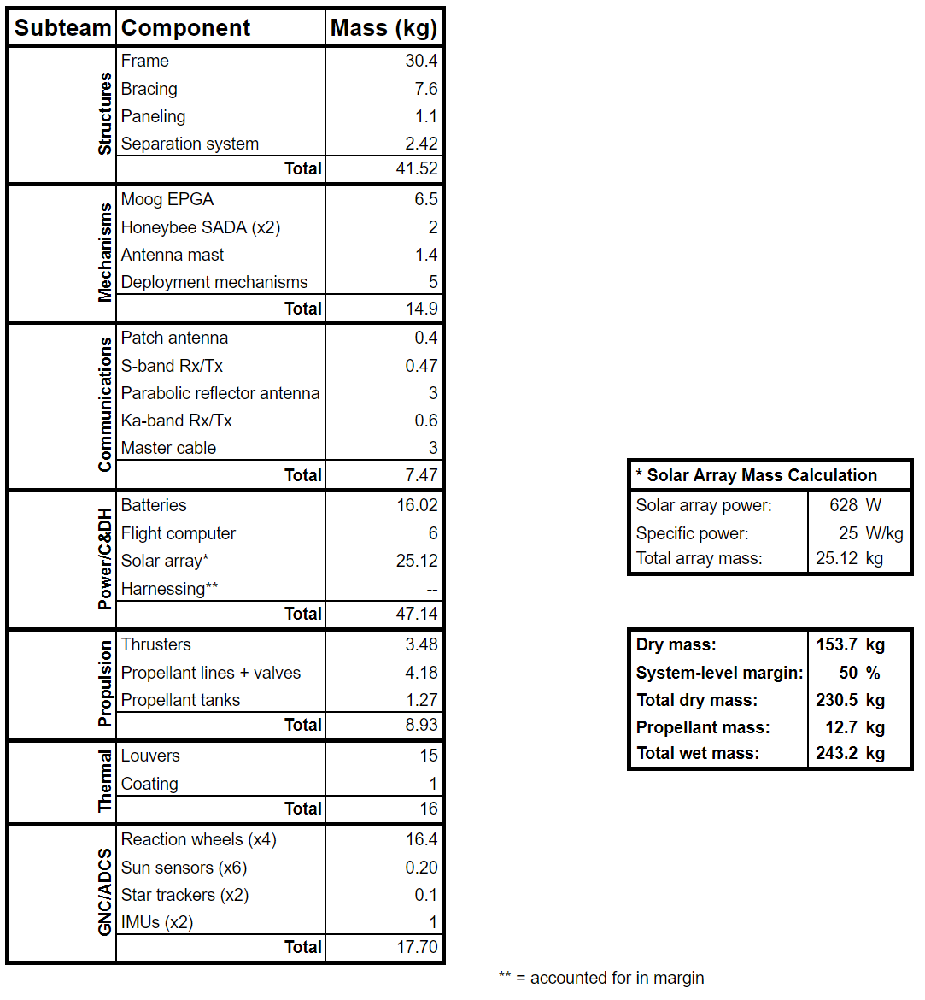 Subteam Component Mass (kg)
Structures
Frame 30.4
Bracing 7.6
Paneling 1.1
Separation system 2.42
Total 41.52
Mechanisms
Moog EPGA 6.5
Honeybee SADA (x2) 2
Antenna mast 1.4
Deployment mechanisms 5
Total 14.9
Communications
Patch antenna 0.4
S-band Rx/Tx 0.47
Parabolic reflector antenna 3
Ka-band Rx/Tx 0.6
Master cable 3
Total 7.47
Power/C&DH
Batteries 16.02
Flight computer 6
Solar array* 25.12
Harnessing** --
Total 47.14
Propulsion
Thrusters 3.48
Propellant lines + valves 4.18
Propellant tanks 1.27
Total 8.93
Thermal
Louvers 15
Coating 1
Total 16
GNC/ADCS
Reaction wheels (x4) 16.4
Sun sensors (x6) 0.20
Star trackers (x2) 0.1
IMUs (x2) 1
Total 17.70
* Solar Array Mass Calculation
Solar array power: 628 W
Specific power: 25 W/kg
Total array mass: 25.12 kg
Dry mass: 153.7 kg
System-level margin: 50 %
Total dry mass: 230.5 kg
Propellant mass: 12.7 kg
Total wet mass: 243.2 kg
** = accounted for in margin